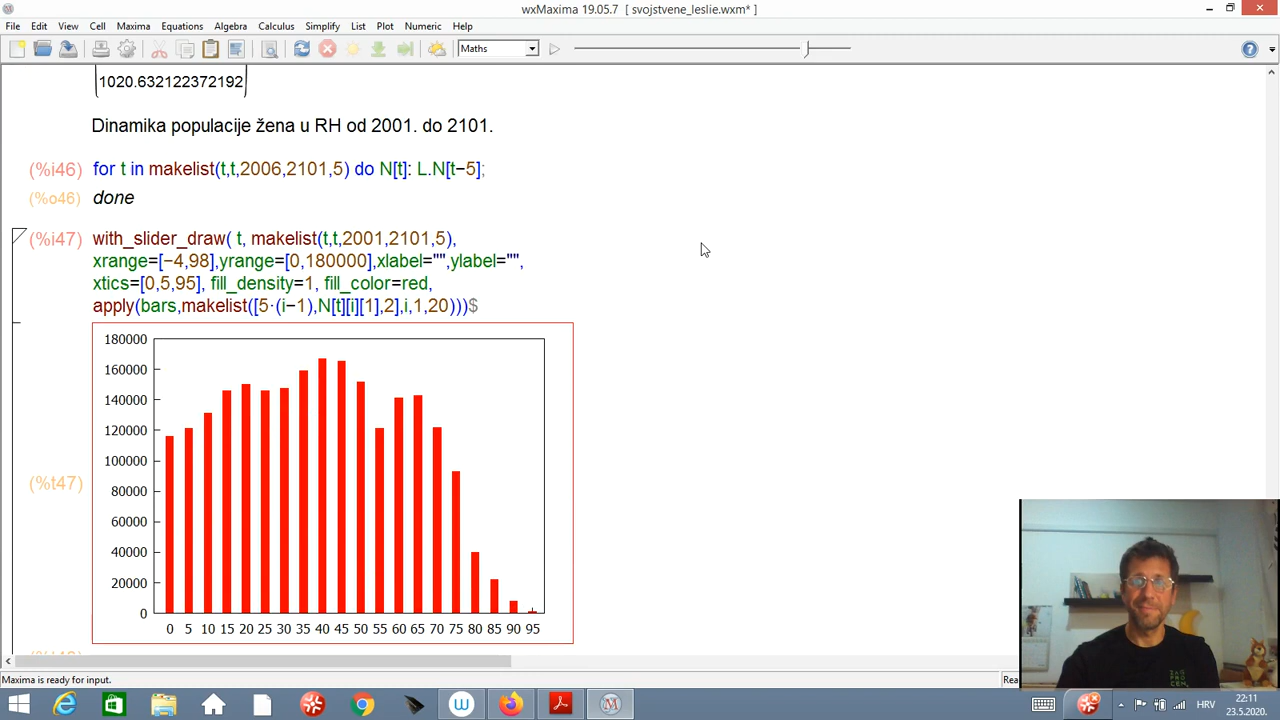 wxMaxima 19.05.7 [ svojstvene_leslie.wxm* ]
File Edit View Cell Maxima Equations Algebra Calculus Simplify List Plot Numeric Help
Maths
1020.632122372192
Dinamika populacije žena u RH od 2001. do 2101.
(%i46) for t in makelist(t,t,2006,2101,5) do N[t]: L.N[t−5];
(%o46) done
(%i47) with_slider_draw( t, makelist(t,t,2001,2101,5),
xrange=[−4,98],yrange=[0,180000],xlabel="",ylabel="",
xtics=[0,5,95], fill_density=1, fill_color=red,
apply(bars,makelist([5·(i−1),N[t][i][1],2],i,1,20)))$
180000
160000
140000
120000
100000
(%t47)
80000
60000
40000
20000
0
0 5 10 15 20 25 30 35 40 45 50 55 60 65 70 75 80 85 90 95
Maxima is ready for input.
Rea
HRV
22:11
23.5.2020.